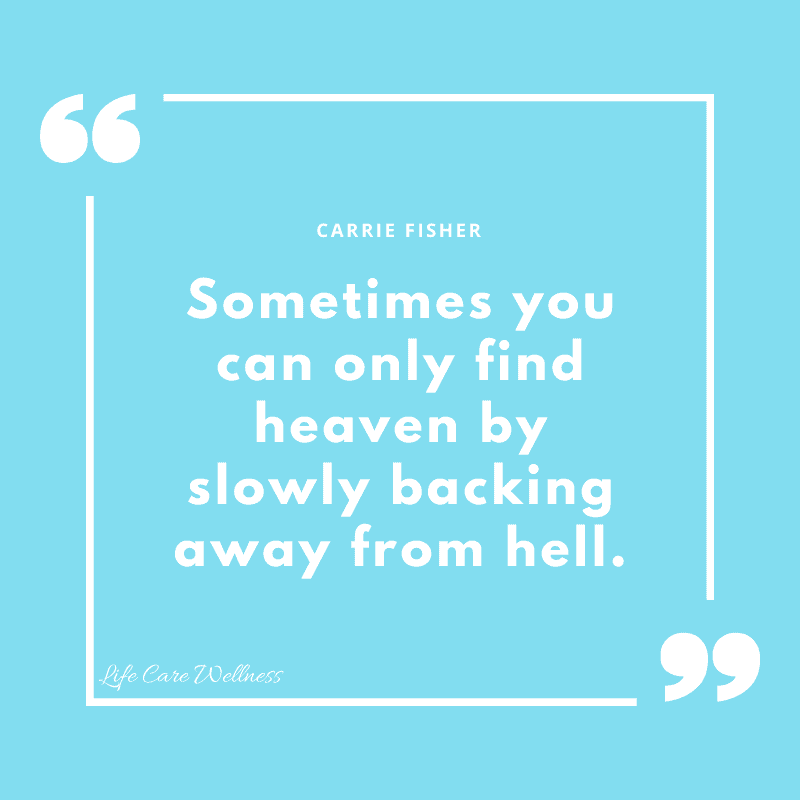 “
CARRIE FISHER
Sometimes you
can only find
heaven by
slowly backing
away from hell.
Life Care Wellness
”